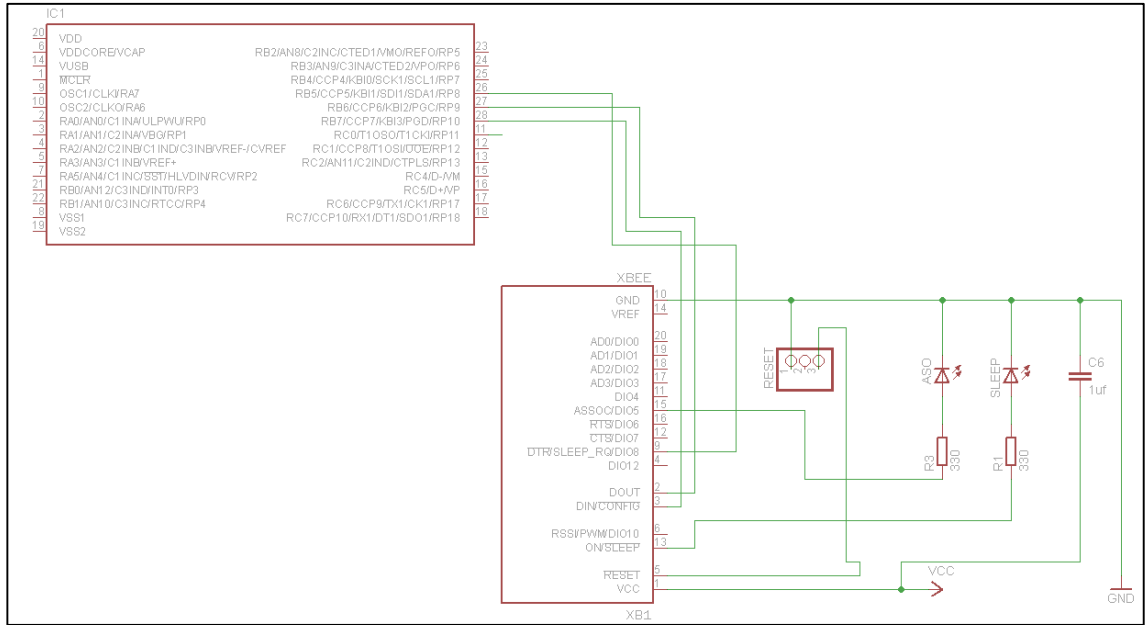 IC1
20 VDD
6 VDDCORE/VCAP
14 VUSB
1 MCLR
9 OSC1/CLKI/RA7
10 OSC2/CLKO/RA6
2 RA0/AN0/C1INA/ULPWU/RP0
3 RA1/AN1/C2INA/VBG/RP1
4 RA2/AN2/C2INB/C1IND/C3INB/VREF-/CVREF
5 RA3/AN3/C1INB/VREF+
7 RA5/AN4/C1INC/SST/HLVDIN/RCV/RP2
21 RB0/AN12/C3IND/INT0/RP3
22 RB1/AN10/C3INC/RTCC/RP4
8 VSS1
19 VSS2
RB2/AN8/C2INC/CTED1/VMO/REFO/RP5 23
RB3/AN9/C3INA/CTED2/VPO/RP6 24
RB4/CCP4/KBI0/SCK1/SCL1/RP7 25
RB5/CCP5/KBI1/SDI1/SDA1/RP8 26
RB6/CCP6/KBI2/PGC/RP9 27
RB7/CCP7/KBI3/PGD/RP10 28
RC0/T1OSO/T1CKI/RP11 11
RC1/CCP8/T1OSI/UOE/RP12 12
RC2/AN11/C2IND/CTPLS/RP13 13
RC4/D-/VM 15
RC5/D+/VP 16
RC6/CCP9/TX1/CK1/RP17 17
RC7/CCP10/RX1/DT1/SDO1/RP18 18
XBEE
GND 10
VREF 14
AD0/DIO0 20
AD1/DIO1 19
AD2/DIO2 18
AD3/DIO3 17
DIO4 11
ASSOC/DIO5 15
RTS/DIO6 16
CTS/DIO7 12
DTR/SLEEP_RQ/DIO8 9
DIO12 4
DOUT 2
DIN/CONFIG 3
RSSI/PWM/DIO10 6
ON/SLEEP 13
RESET 5
VCC 1
XB1
RESET
1 2 3
ASO
SLEEP
C6
1uf
R3
330
R1
330
VCC
GND